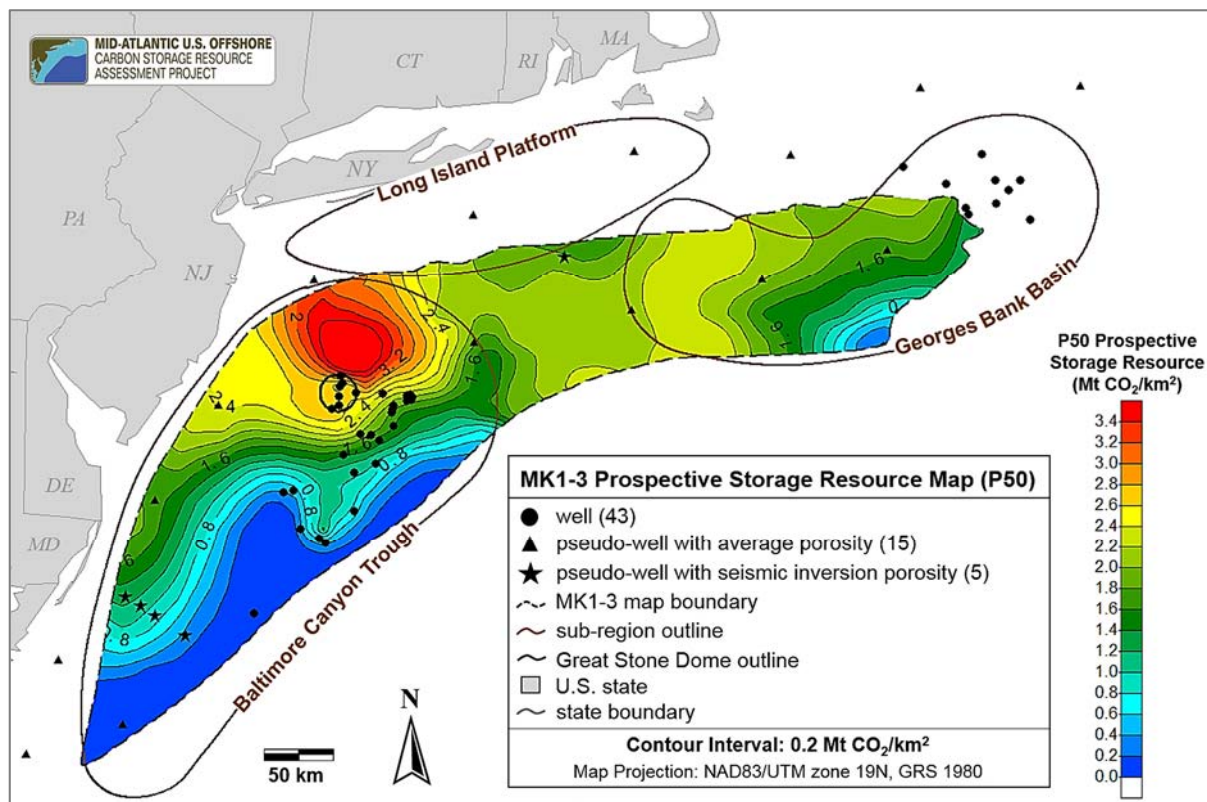 MID-ATLANTIC U.S. OFFSHORE
CARBON STORAGE RESOURCE
ASSESSMENT PROJECT
CT
RI
MA
NY
PA
NJ
DE
MD
Long Island Platform
Georges Bank Basin
Baltimore Canyon Trough
2
2.4
3.2
2.4
1.6
2
4
1.6
1.6
0.8
0.8
0.8
6
8
1.6
0
P50 Prospective
Storage Resource
(Mt CO₂/km²)
3.4
3.2
3.0
2.8
2.6
2.4
2.2
2.0
1.8
1.6
1.4
1.2
1.0
0.8
0.6
0.4
0.2
0.0
MK1-3 Prospective Storage Resource Map (P50)
well (43)
pseudo-well with average porosity (15)
pseudo-well with seismic inversion porosity (5)
MK1-3 map boundary
sub-region outline
Great Stone Dome outline
U.S. state
state boundary
Contour Interval: 0.2 Mt CO₂/km²
Map Projection: NAD83/UTM zone 19N, GRS 1980
N
50 km